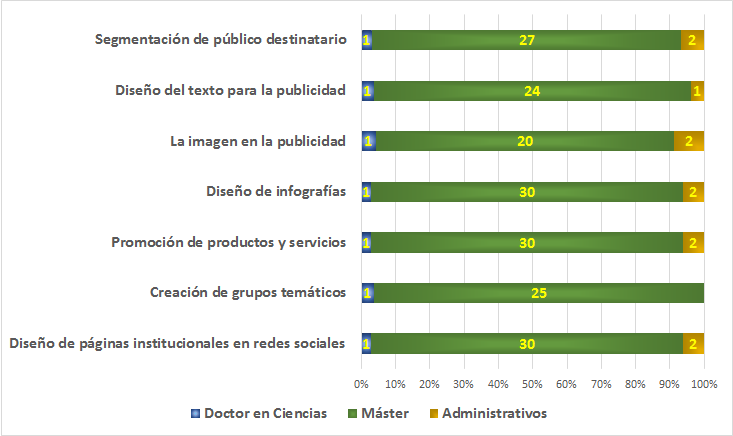 Segmentación de público destinatario
1 27 2
Diseño del texto para la publicidad
1 24 1
La imagen en la publicidad
1 20 2
Diseño de infografías
1 30 2
Promoción de productos y servicios
1 30 2
Creación de grupos temáticos
1 25
Diseño de páginas institucionales en redes sociales
1 30 2
0% 10% 20% 30% 40% 50% 60% 70% 80% 90% 100%
Doctor en Ciencias Máster Administrativos